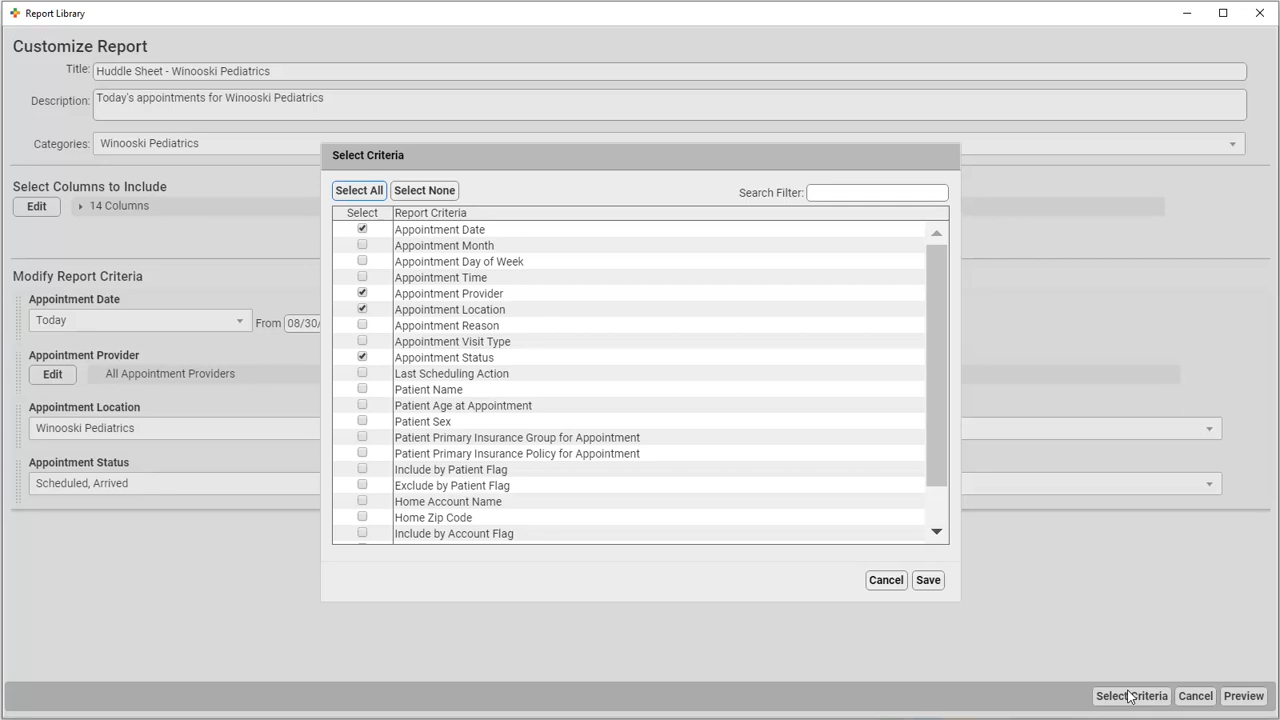 Report Library
Customize Report
Title: Huddle Sheet - Winooski Pediatrics
Description: Today's appointments for Winooski Pediatrics
Categories: Winooski Pediatrics
Select Columns to Include
Edit 14 Columns
Modify Report Criteria
Appointment Date
Today From 08/30/
Appointment Provider
Edit All Appointment Providers
Appointment Location
Winooski Pediatrics
Appointment Status
Scheduled, Arrived
Select Criteria
Select All Select None Search Filter:
Select Report Criteria
Appointment Date
Appointment Month
Appointment Day of Week
Appointment Time
Appointment Provider
Appointment Location
Appointment Reason
Appointment Visit Type
Appointment Status
Last Scheduling Action
Patient Name
Patient Age at Appointment
Patient Sex
Patient Primary Insurance Group for Appointment
Patient Primary Insurance Policy for Appointment
Include by Patient Flag
Exclude by Patient Flag
Home Account Name
Home Zip Code
Include by Account Flag
Cancel Save
Select Criteria Cancel Preview